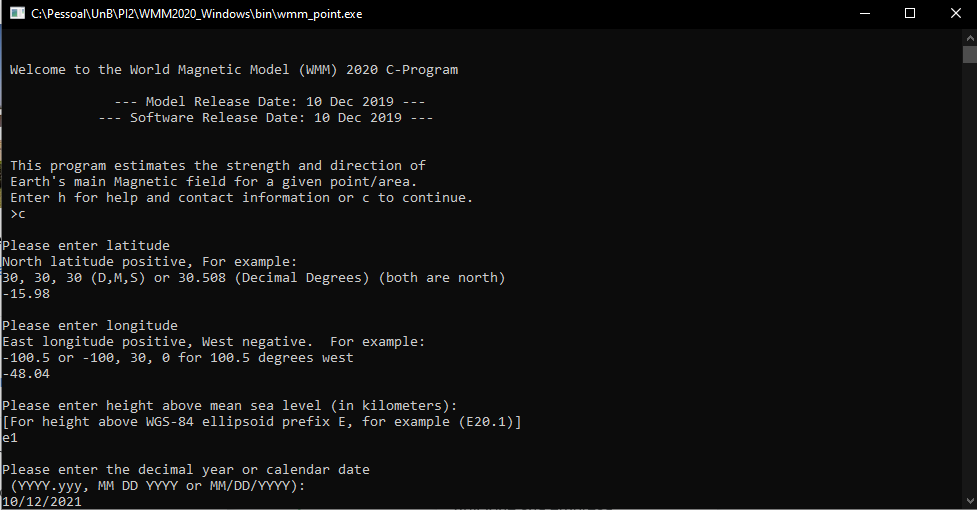 C:\Pessoal\UnB\PI2\WMM2020_Windows\bin\wmm_point.exe
Welcome to the World Magnetic Model (WMM) 2020 C-Program
--- Model Release Date: 10 Dec 2019 ---
--- Software Release Date: 10 Dec 2019 ---
This program estimates the strength and direction of
Earth's main Magnetic field for a given point/area.
Enter h for help and contact information or c to continue.
>c
Please enter latitude
North latitude positive, For example:
30, 30, 30 (D,M,S) or 30.508 (Decimal Degrees) (both are north)
-15.98
Please enter longitude
East longitude positive, West negative.  For example:
-100.5 or -100, 30, 0 for 100.5 degrees west
-48.04
Please enter height above mean sea level (in kilometers):
[For height above WGS-84 ellipsoid prefix E, for example (E20.1)]
e1
Please enter the decimal year or calendar date
(YYYY.yyy, MM DD YYYY or MM/DD/YYYY):
10/12/2021